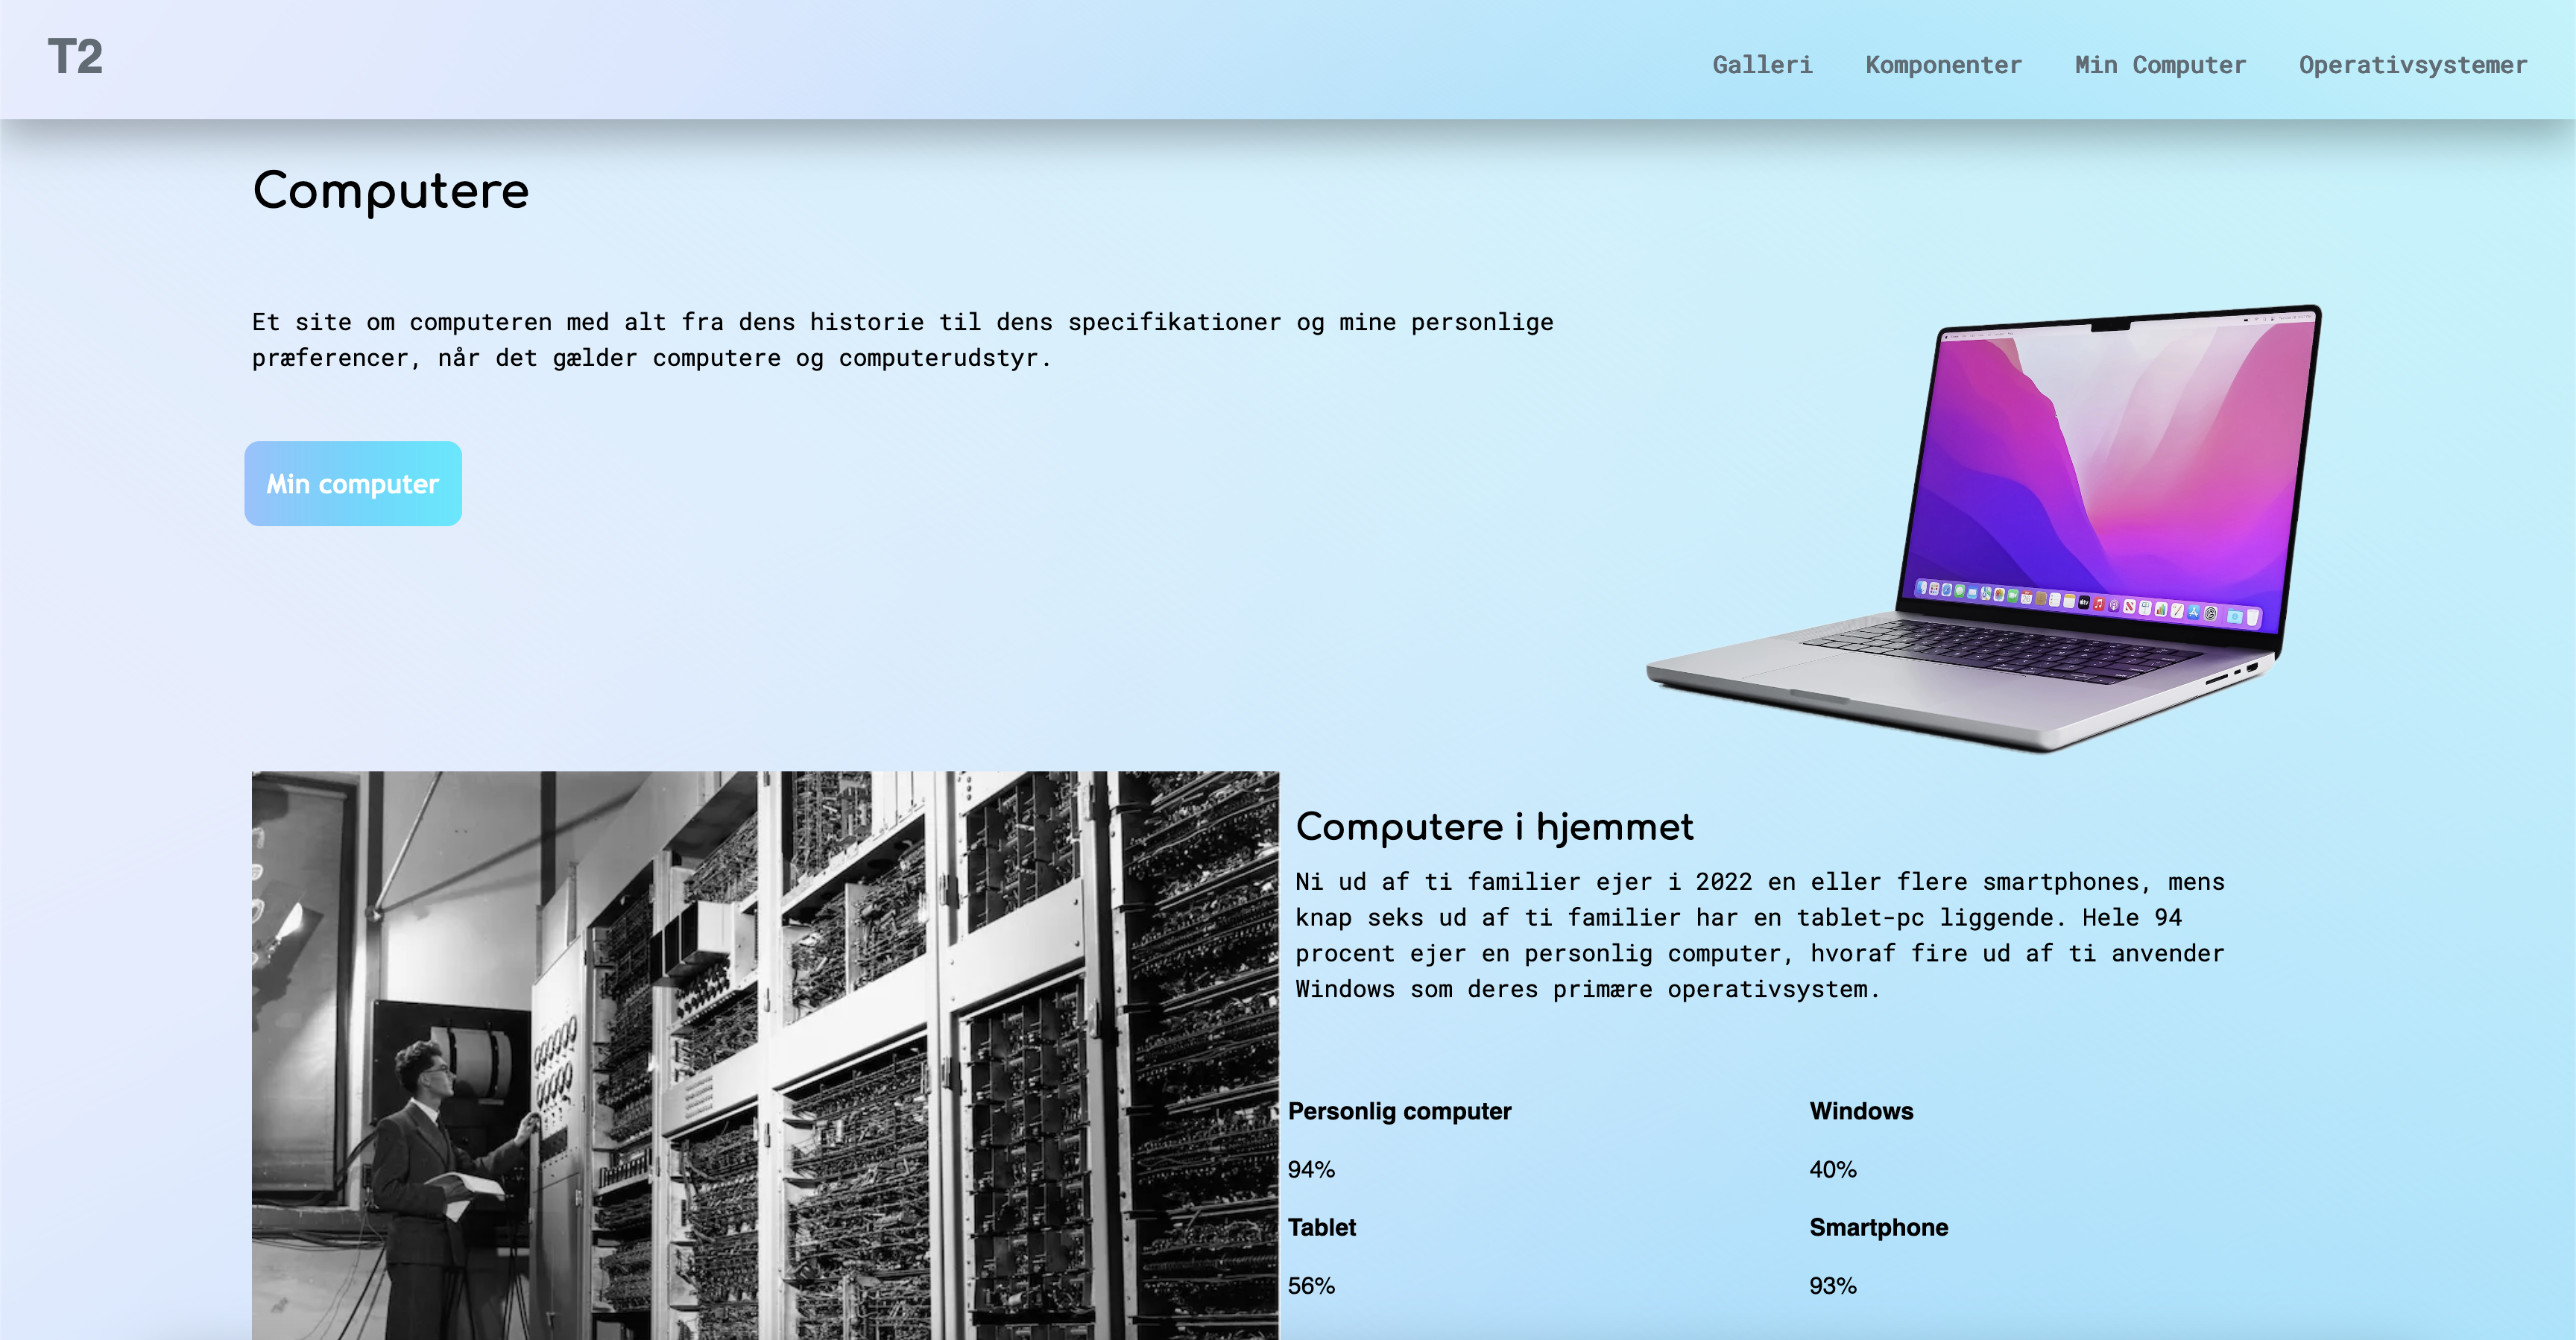 T2
Galleri Komponenter Min Computer Operativsystemer
Computere
Et site om computeren med alt fra dens historie til dens specifikationer og mine personlige
præferencer, når det gælder computere og computerudstyr.
Min computer
Computere i hjemmet
Ni ud af ti familier ejer i 2022 en eller flere smartphones, mens
knap seks ud af ti familier har en tablet-pc liggende. Hele 94
procent ejer en personlig computer, hvoraf fire ud af ti anvender
Windows som deres primære operativsystem.
Personlig computer Windows
94% 40%
Tablet Smartphone
56% 93%